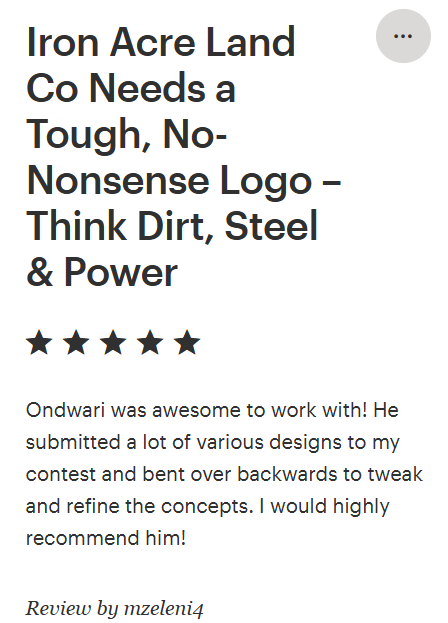 Iron Acre Land
Co Needs a
Tough, No-
Nonsense Logo –
Think Dirt, Steel
& Power
Ondwari was awesome to work with! He
submitted a lot of various designs to my
contest and bent over backwards to tweak
and refine the concepts. I would highly
recommend him!
Review by mzeleni4